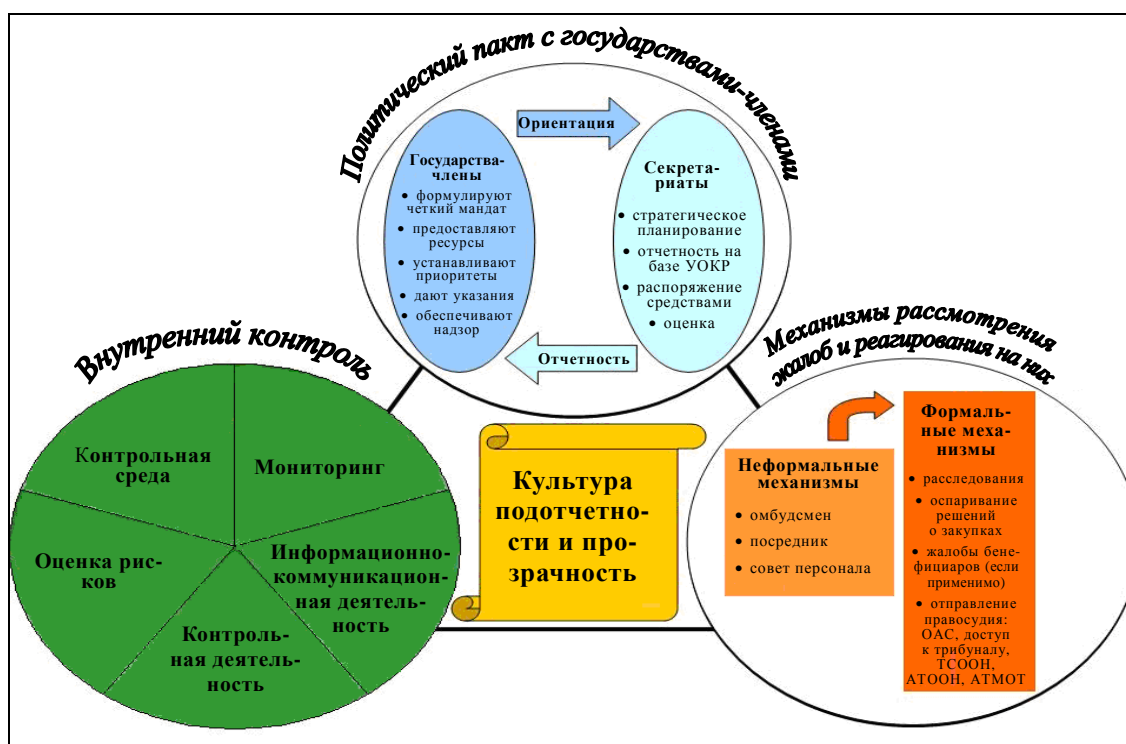 Политический пакт с государствами-членами
Ориентация
Государства-
члены
• формулируют
четкий мандат
• предоставляют
ресурсы
• устанавливают
приоритеты
• дают указания
• обеспечивают
надзор
Секрета-
риаты
• стратегическое
планирование
• отчетность на
базе УОКР
• распоряжение
средствами
• оценка
Отчетность
Внутренний контроль
Контрольная
среда
Мониторинг
Оценка рис-
ков
Информационно-
коммуникацион-
ная деятель-
ность
Контроль-
ная деятель-
ность
Культура
подотчетно-
сти и про-
зрачность
Механизмы рассмотрения
жалоб и реагирования на них
Неформальные
механизмы
• омбудсмен
• посредник
• совет персонала
Формаль-
ные меха-
низмы
• расследования
• оспаривание
решений
о закупках
• жалобы бене-
фициаров (если
применимо)
• отправление
правосудия:
ОАС, доступ
к трибуналу,
ТСООН,
АТООН, АТМОТ